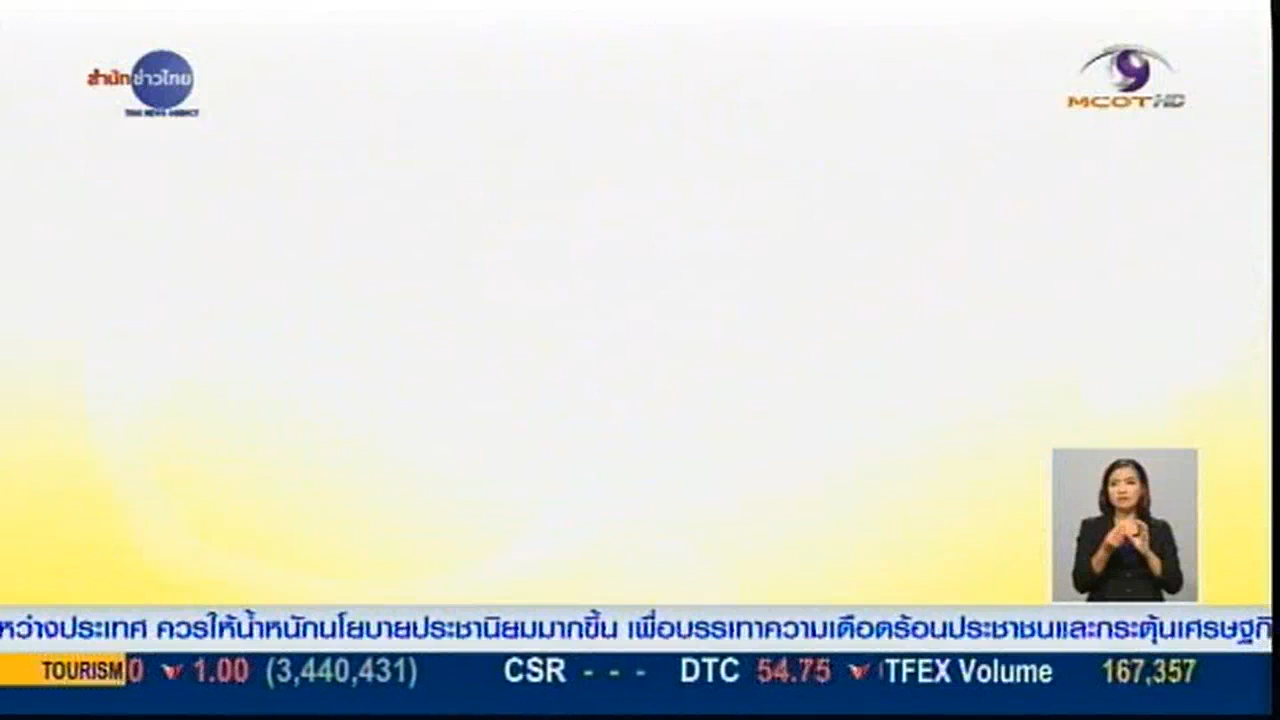 สำนักข่าวไทย
THAI NEWS AGENCY
9
MCOT HD
หว่างประเทศ ควรให้น้ำหนักนโยบายประชานิยมมากขึ้น เพื่อบรรเทาความเดือดร้อนประชาชนและกระตุ้นเศรษฐกิ
TOURISM 0 1.00 (3,440,431) CSR - - - DTC 54.75 TFEX Volume 167,357